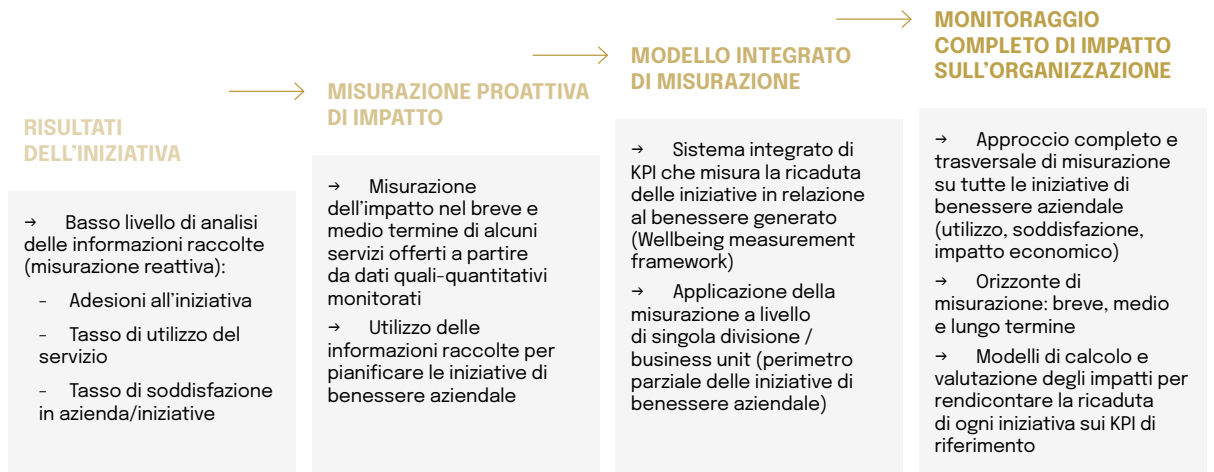 RISULTATI
DELL'INIZIATIVA
→ Basso livello di analisi
delle informazioni raccolte
(misurazione reattiva):
- Adesioni all'iniziativa
- Tasso di utilizzo del
servizio
- Tasso di soddisfazione
in azienda/iniziative
MISURAZIONE PROATTIVA
DI IMPATTO
→ Misurazione
dell'impatto nel breve e
medio termine di alcuni
servizi offerti a partire
da dati quali-quantitativi
monitorati
→ Utilizzo delle
informazioni raccolte per
pianificare le iniziative di
benessere aziendale
MODELLO INTEGRATO
DI MISURAZIONE
→ Sistema integrato di
KPI che misura la ricaduta
delle iniziative in relazione
al benessere generato
(Wellbeing measurement
framework)
→ Applicazione della
misurazione a livello
di singola divisione /
business unit (perimetro
parziale delle iniziative di
benessere aziendale)
MONITORAGGIO
COMPLETO DI IMPATTO
SULL'ORGANIZZAZIONE
→ Approccio completo e
trasversale di misurazione
su tutte le iniziative di
benessere aziendale
(utilizzo, soddisfazione,
impatto economico)
→ Orizzonte di
misurazione: breve, medio
e lungo termine
→ Modelli di calcolo e
valutazione degli impatti per
rendicontare la ricaduta
di ogni iniziativa sui KPI di
riferimento